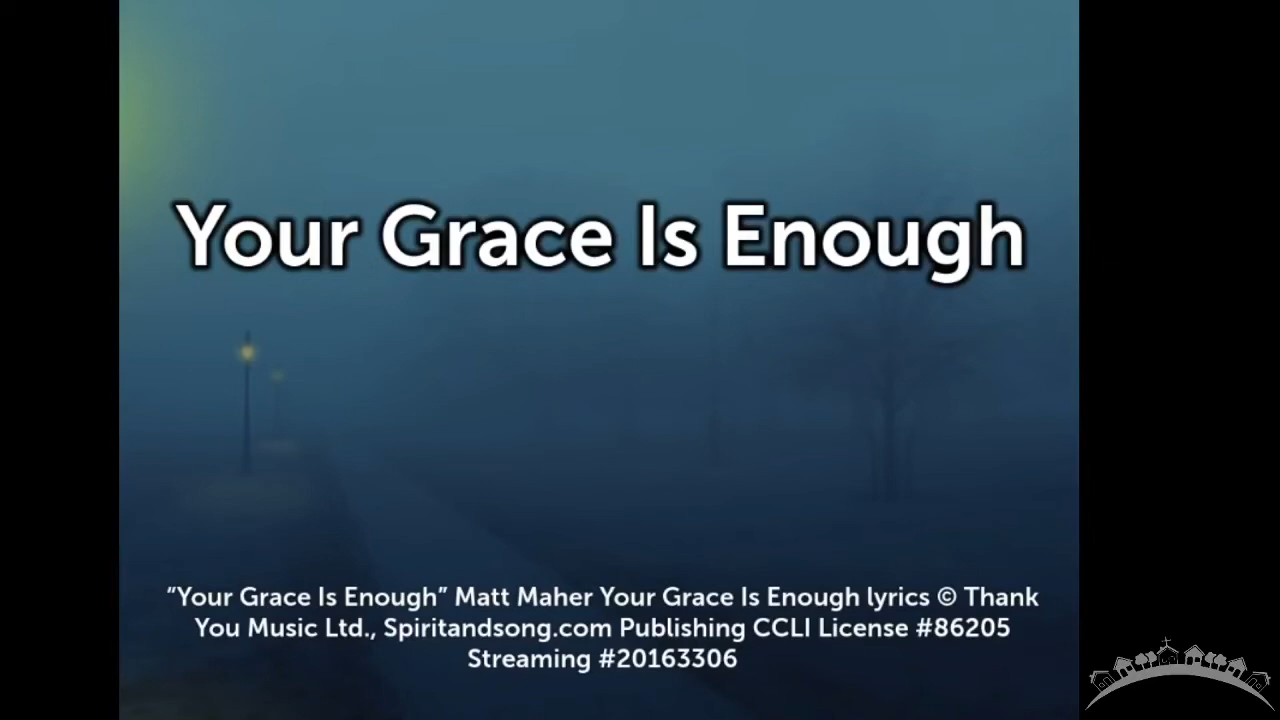 Your Grace Is Enough
“Your Grace Is Enough” Matt Maher Your Grace Is Enough lyrics © Thank
You Music Ltd., Spiritandsong.com Publishing CCLI License #86205
Streaming #20163306